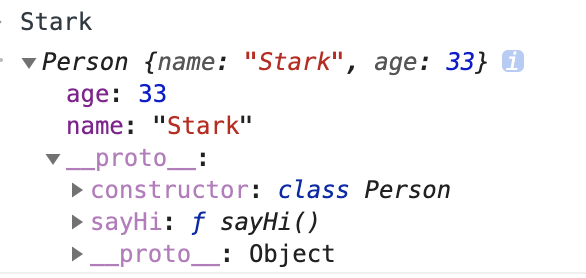 Stark
▼Person {name: "Stark", age: 33} i
age: 33
name: "Stark"
▼__proto__:
▶constructor: class Person
▶sayHi: ƒ sayHi()
▶__proto__: Object